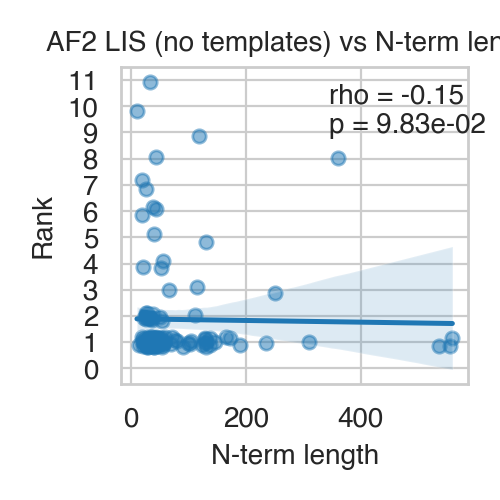 AF2 LIS (no templates) vs N-term len
rho = -0.15
p = 9.83e-02
11
10
9
8
7
6
5
4
3
2
1
0
Rank
0 200 400
N-term length